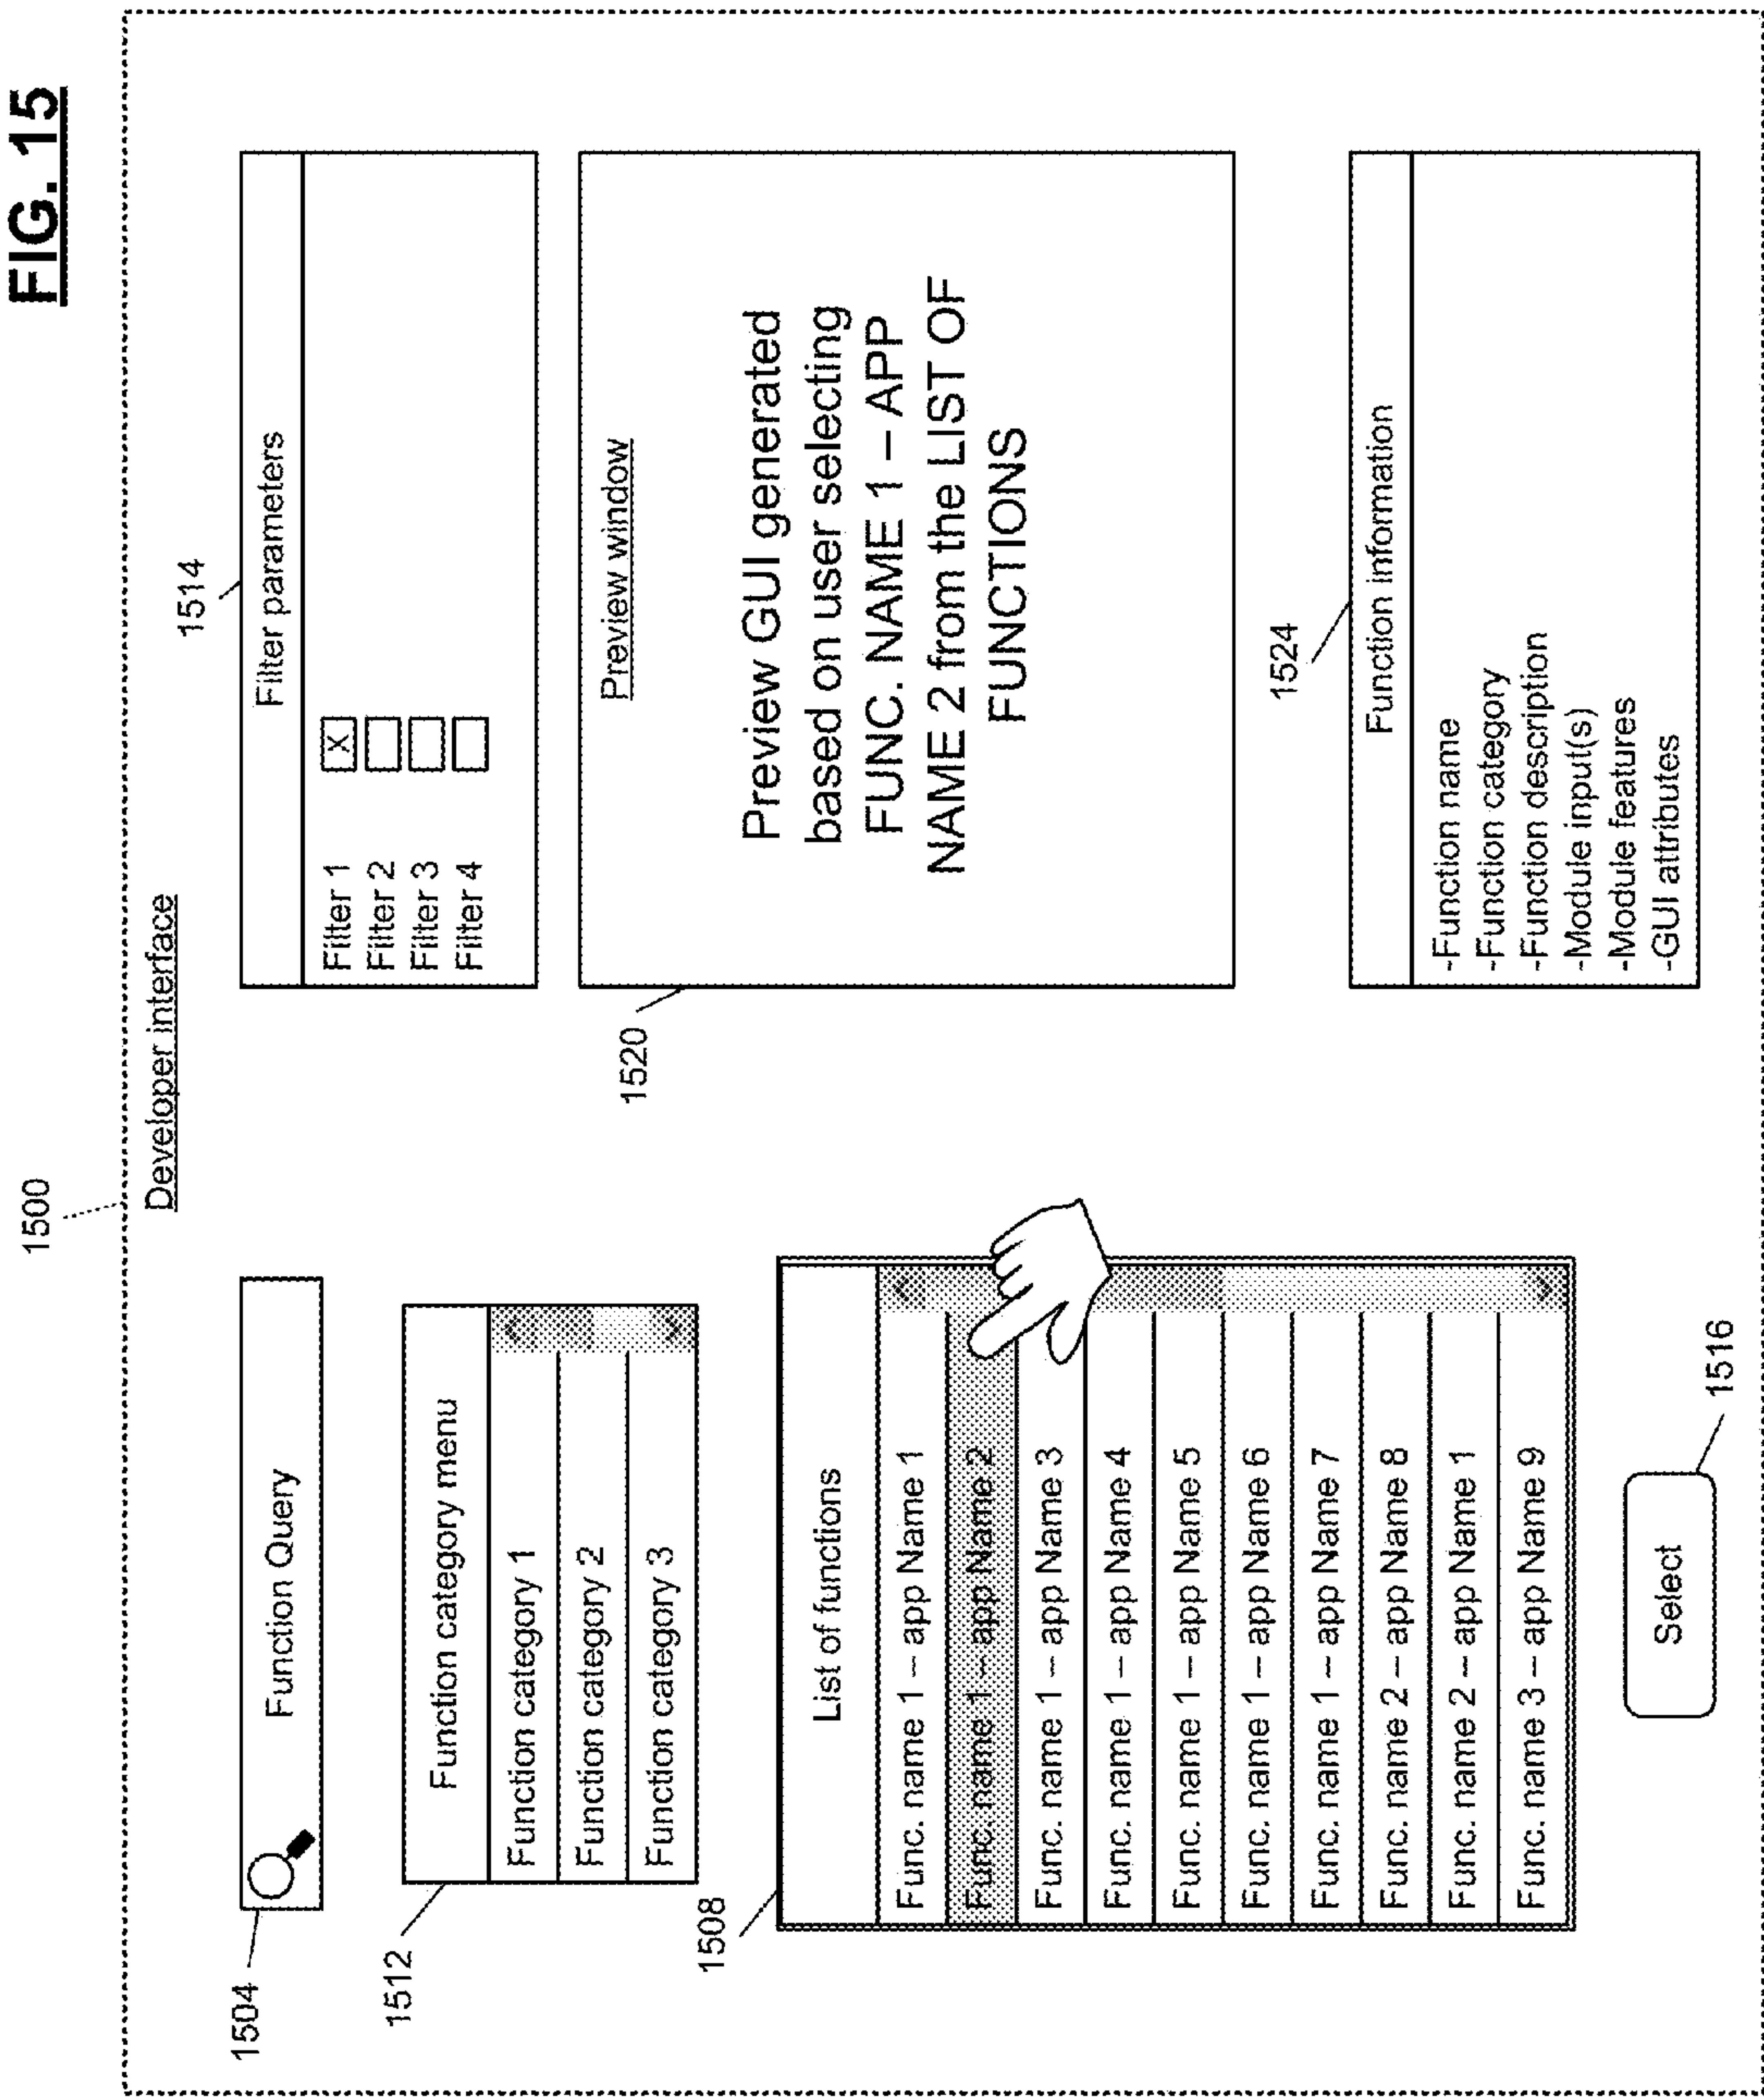 FIG. 15
1500
Developer interface
1504
Function Query
1512
Function category menu
Function category 1
Function category 2
Function category 3
1508
List of functions
Func. name 1 – app Name 1
Func. name 1 – app Name 2
Func. name 1 – app Name 3
Func. name 1 – app Name 4
Func. name 1 – app Name 5
Func. name 1 – app Name 6
Func. name 1 – app Name 7
Func. name 2 – app Name 8
Func. name 2 – app Name 1
Func. name 3 – app Name 9
Select
1516
1514
Filter parameters
Filter 1 X
Filter 2
Filter 3
Filter 4
1520
Preview window
Preview GUI generated
based on user selecting
FUNC. NAME 1 – APP
NAME 2 from the LIST OF
FUNCTIONS
1524
Function information
-Function name
-Function category
-Function description
-Module input(s)
-Module features
-GUI attributes